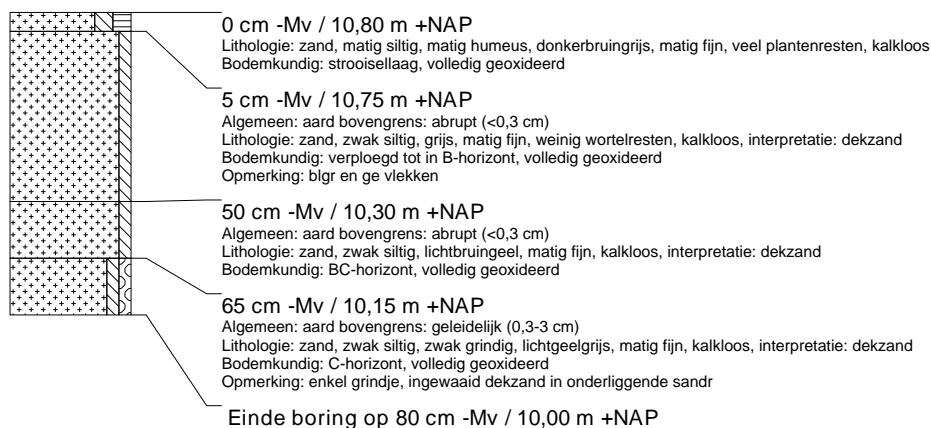 0 cm -Mv / 10,80 m +NAP
Lithologie: zand, matig siltig, matig humeus, donkerbruingrijs, matig fijn, veel plantenresten, kalkloos
Bodemkundig: strooisellaag, volledig geoxideerd
5 cm -Mv / 10,75 m +NAP
Algemeen: aard bovengrens: abrupt (<0,3 cm)
Lithologie: zand, zwak siltig, grijs, matig fijn, weinig wortelresten, kalkloos, interpretatie: dekzand
Bodemkundig: verploegd tot in B-horizont, volledig geoxideerd
Opmerking: blgr en ge vlekken
50 cm -Mv / 10,30 m +NAP
Algemeen: aard bovengrens: abrupt (<0,3 cm)
Lithologie: zand, zwak siltig, lichtbruingeel, matig fijn, kalkloos, interpretatie: dekzand
Bodemkundig: BC-horizont, volledig geoxideerd
65 cm -Mv / 10,15 m +NAP
Algemeen: aard bovengrens: geleidelijk (0,3-3 cm)
Lithologie: zand, zwak siltig, zwak grindig, lichtgeelgrijs, matig fijn, kalkloos, interpretatie: dekzand
Bodemkundig: C-horizont, volledig geoxideerd
Opmerking: enkel grindje, ingewaaid dekzand in onderliggende sandr
Einde boring op 80 cm -Mv / 10,00 m +NAP